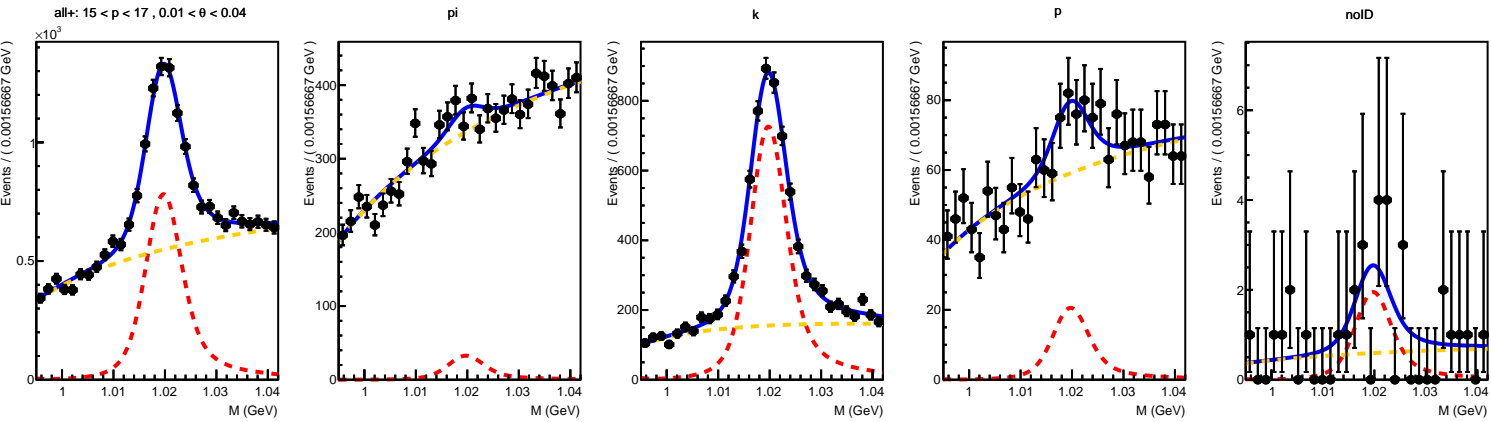 all+: 15 < p < 17 , 0.01 < θ < 0.04
×10³
Events / ( 0.00156667 GeV )
1
0.5
0
1 1.01 1.02 1.03 1.04
M (GeV)
pi
Events / ( 0.00156667 GeV )
400
300
200
100
0
1 1.01 1.02 1.03 1.04
M (GeV)
k
Events / ( 0.00156667 GeV )
800
600
400
200
0
1 1.01 1.02 1.03 1.04
M (GeV)
p
Events / ( 0.00156667 GeV )
80
60
40
20
0
1 1.01 1.02 1.03 1.04
M (GeV)
noID
Events / ( 0.00156667 GeV )
6
4
2
0
1 1.01 1.02 1.03 1.04
M (GeV)